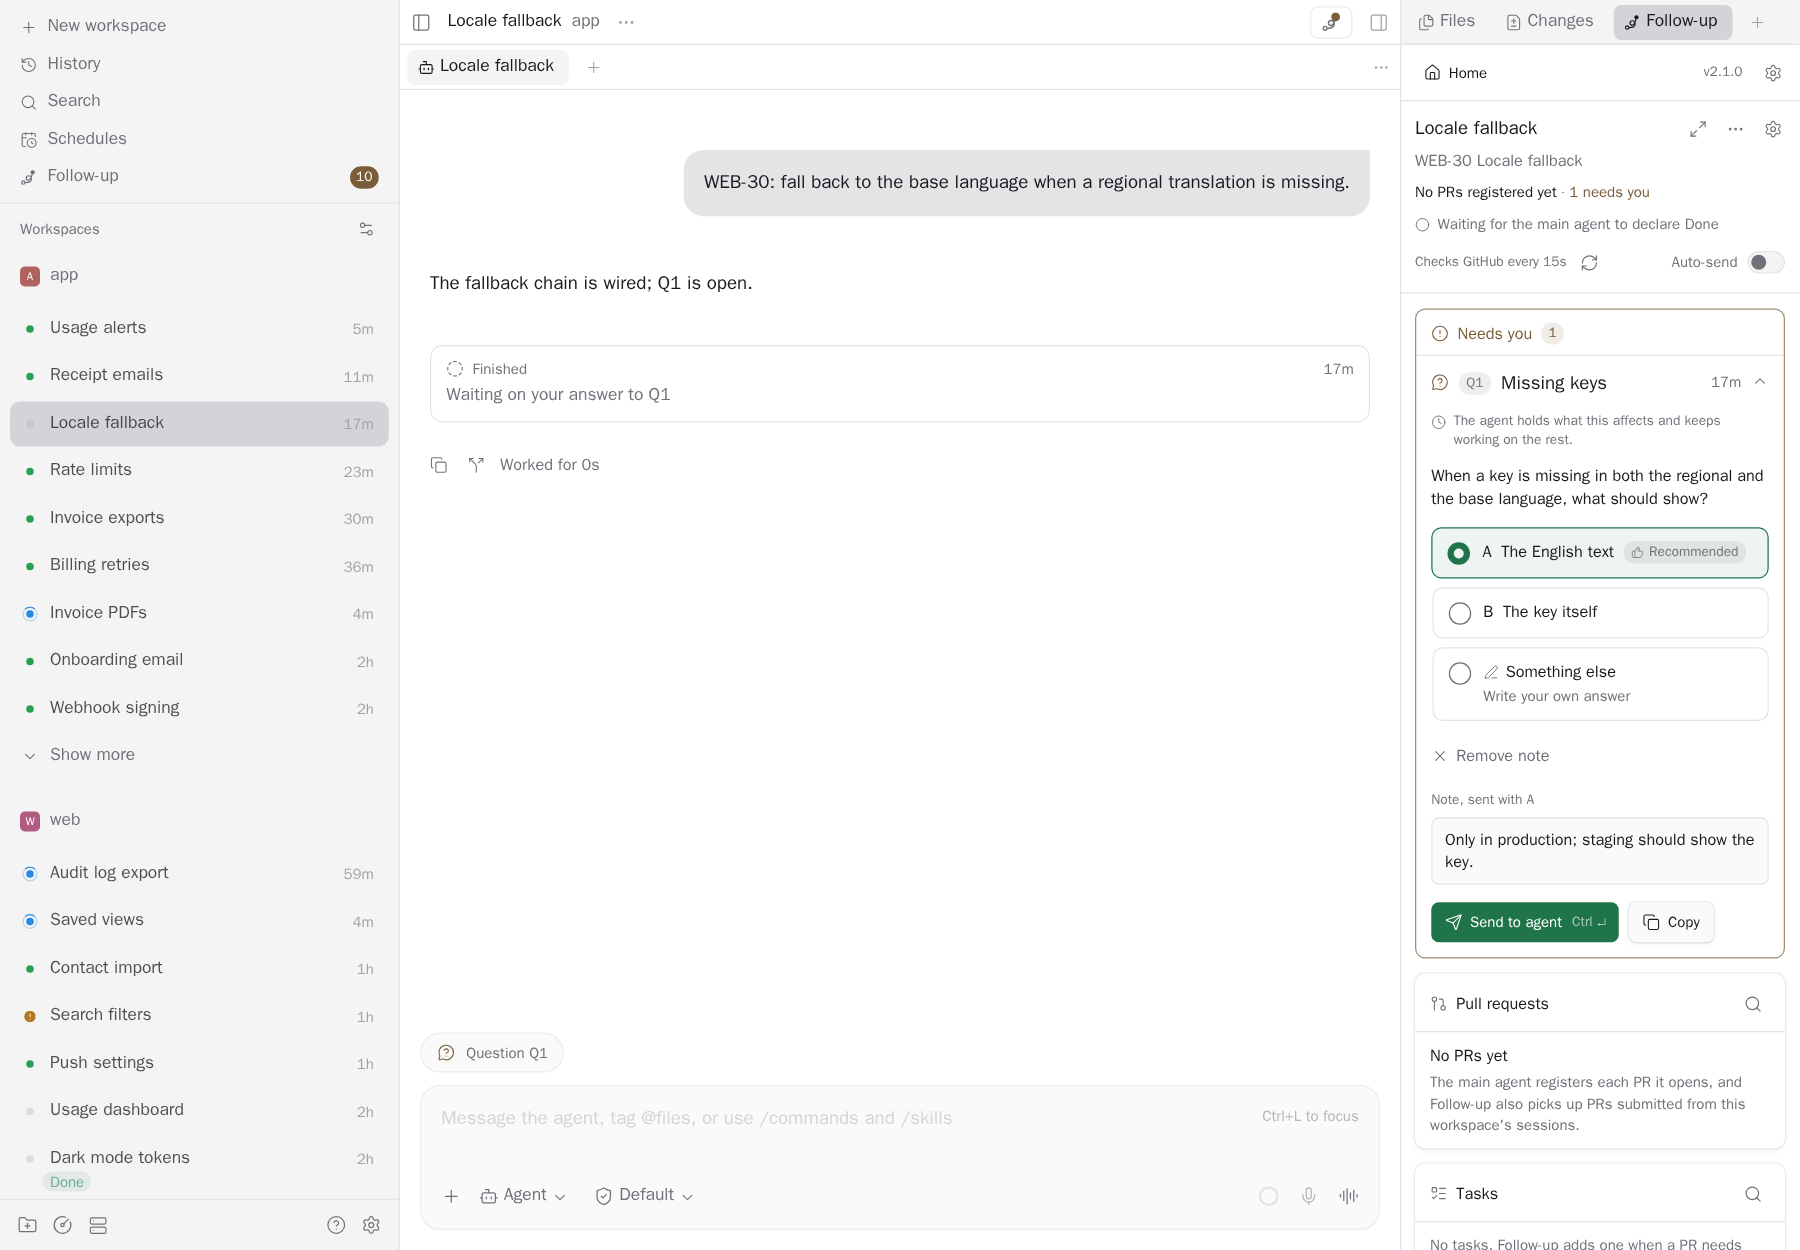 New workspace
History
Search
Schedules
Follow-up 10
Workspaces
A app
Usage alerts 5m
Receipt emails 11m
Locale fallback 17m
Rate limits 23m
Invoice exports 30m
Billing retries 36m
Invoice PDFs 4m
Onboarding email 2h
Webhook signing 2h
Show more
W web
Audit log export 59m
Saved views 4m
Contact import 1h
Search filters 1h
Push settings 1h
Usage dashboard 2h
Dark mode tokens 2h
Done
Locale fallback app
Locale fallback
WEB-30: fall back to the base language when a regional translation is missing.
The fallback chain is wired; Q1 is open.
Finished 17m
Waiting on your answer to Q1
Worked for 0s
Question Q1
Message the agent, tag @files, or use /commands and /skills Ctrl+L to focus
Agent Default
Files Changes Follow-up
Home v2.1.0
Locale fallback
WEB-30 Locale fallback
No PRs registered yet · 1 needs you
Waiting for the main agent to declare Done
Checks GitHub every 15s Auto-send
Needs you 1
Q1 Missing keys 17m
The agent holds what this affects and keeps
working on the rest.
When a key is missing in both the regional and
the base language, what should show?
A The English text Recommended
B The key itself
Something else
Write your own answer
Remove note
Note, sent with A
Only in production; staging should show the
key.
Send to agent Ctrl ↵ Copy
Pull requests
No PRs yet
The main agent registers each PR it opens, and
Follow-up also picks up PRs submitted from this
workspace's sessions.
Tasks
No tasks. Follow-up adds one when a PR needs